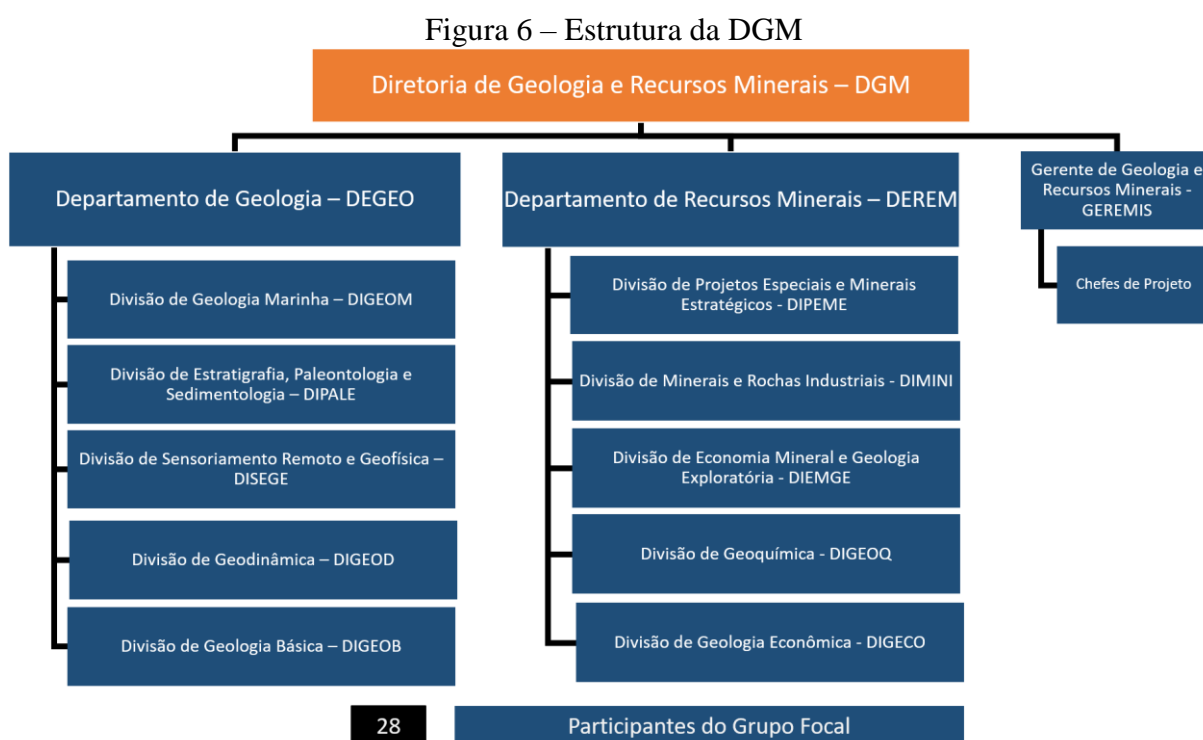 Figura 6 – Estrutura da DGM
Diretoria de Geologia e Recursos Minerais – DGM
Departamento de Geologia – DEGEO
Divisão de Geologia Marinha – DIGEOM
Divisão de Estratigrafia, Paleontologia e
Sedimentologia – DIPALE
Divisão de Sensoriamento Remoto e Geofísica –
DISEGE
Divisão de Geodinâmica – DIGEOD
Divisão de Geologia Básica – DIGEOB
Departamento de Recursos Minerais – DEREM
Divisão de Projetos Especiais e Minerais
Estratégicos - DIPEME
Divisão de Minerais e Rochas Industriais - DIMINI
Divisão de Economia Mineral e Geologia
Exploratória - DIEMGE
Divisão de Geoquímica - DIGEOQ
Divisão de Geologia Econômica - DIGECO
Gerente de Geologia e
Recursos Minerais -
GEREMIS
Chefes de Projeto
28
Participantes do Grupo Focal